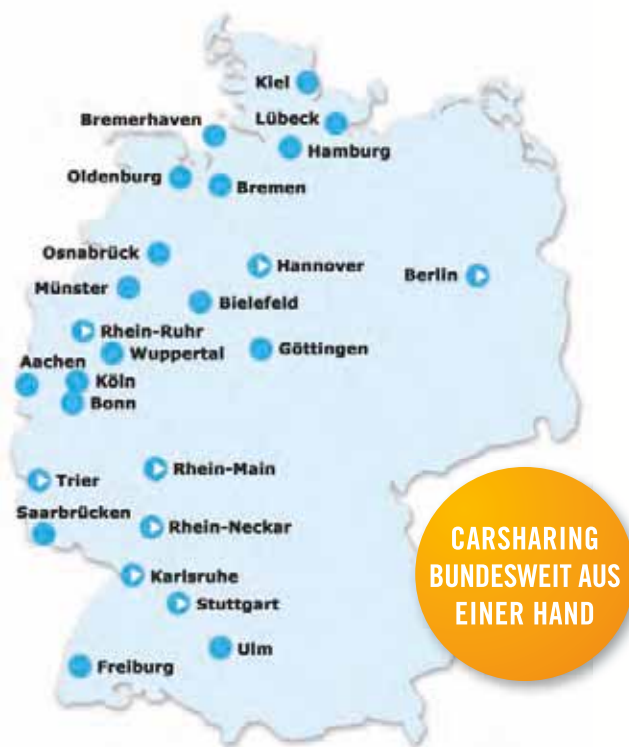 Kiel
Bremerhaven
Lübeck
Hamburg
Oldenburg
Bremen
Osnabrück
Hannover
Berlin
Münster
Bielefeld
Rhein-Ruhr
Wuppertal
Göttingen
Aachen
Köln
Bonn
Rhein-Main
Trier
Saarbrücken
Rhein-Neckar
CARSHARING
BUNDESWEIT AUS
EINER HAND
Karlsruhe
Stuttgart
Ulm
Freiburg